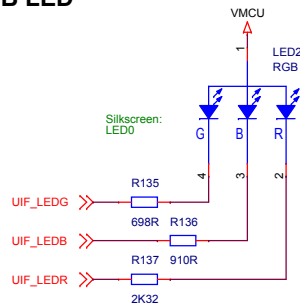 B LED
VMCU
1
LED2
RGB
Silkscreen:
LED0
G
B
R
4
3
2
R135
UIF_LEDG
698R
R136
UIF_LEDB
R137
910R
UIF_LEDR
2K32